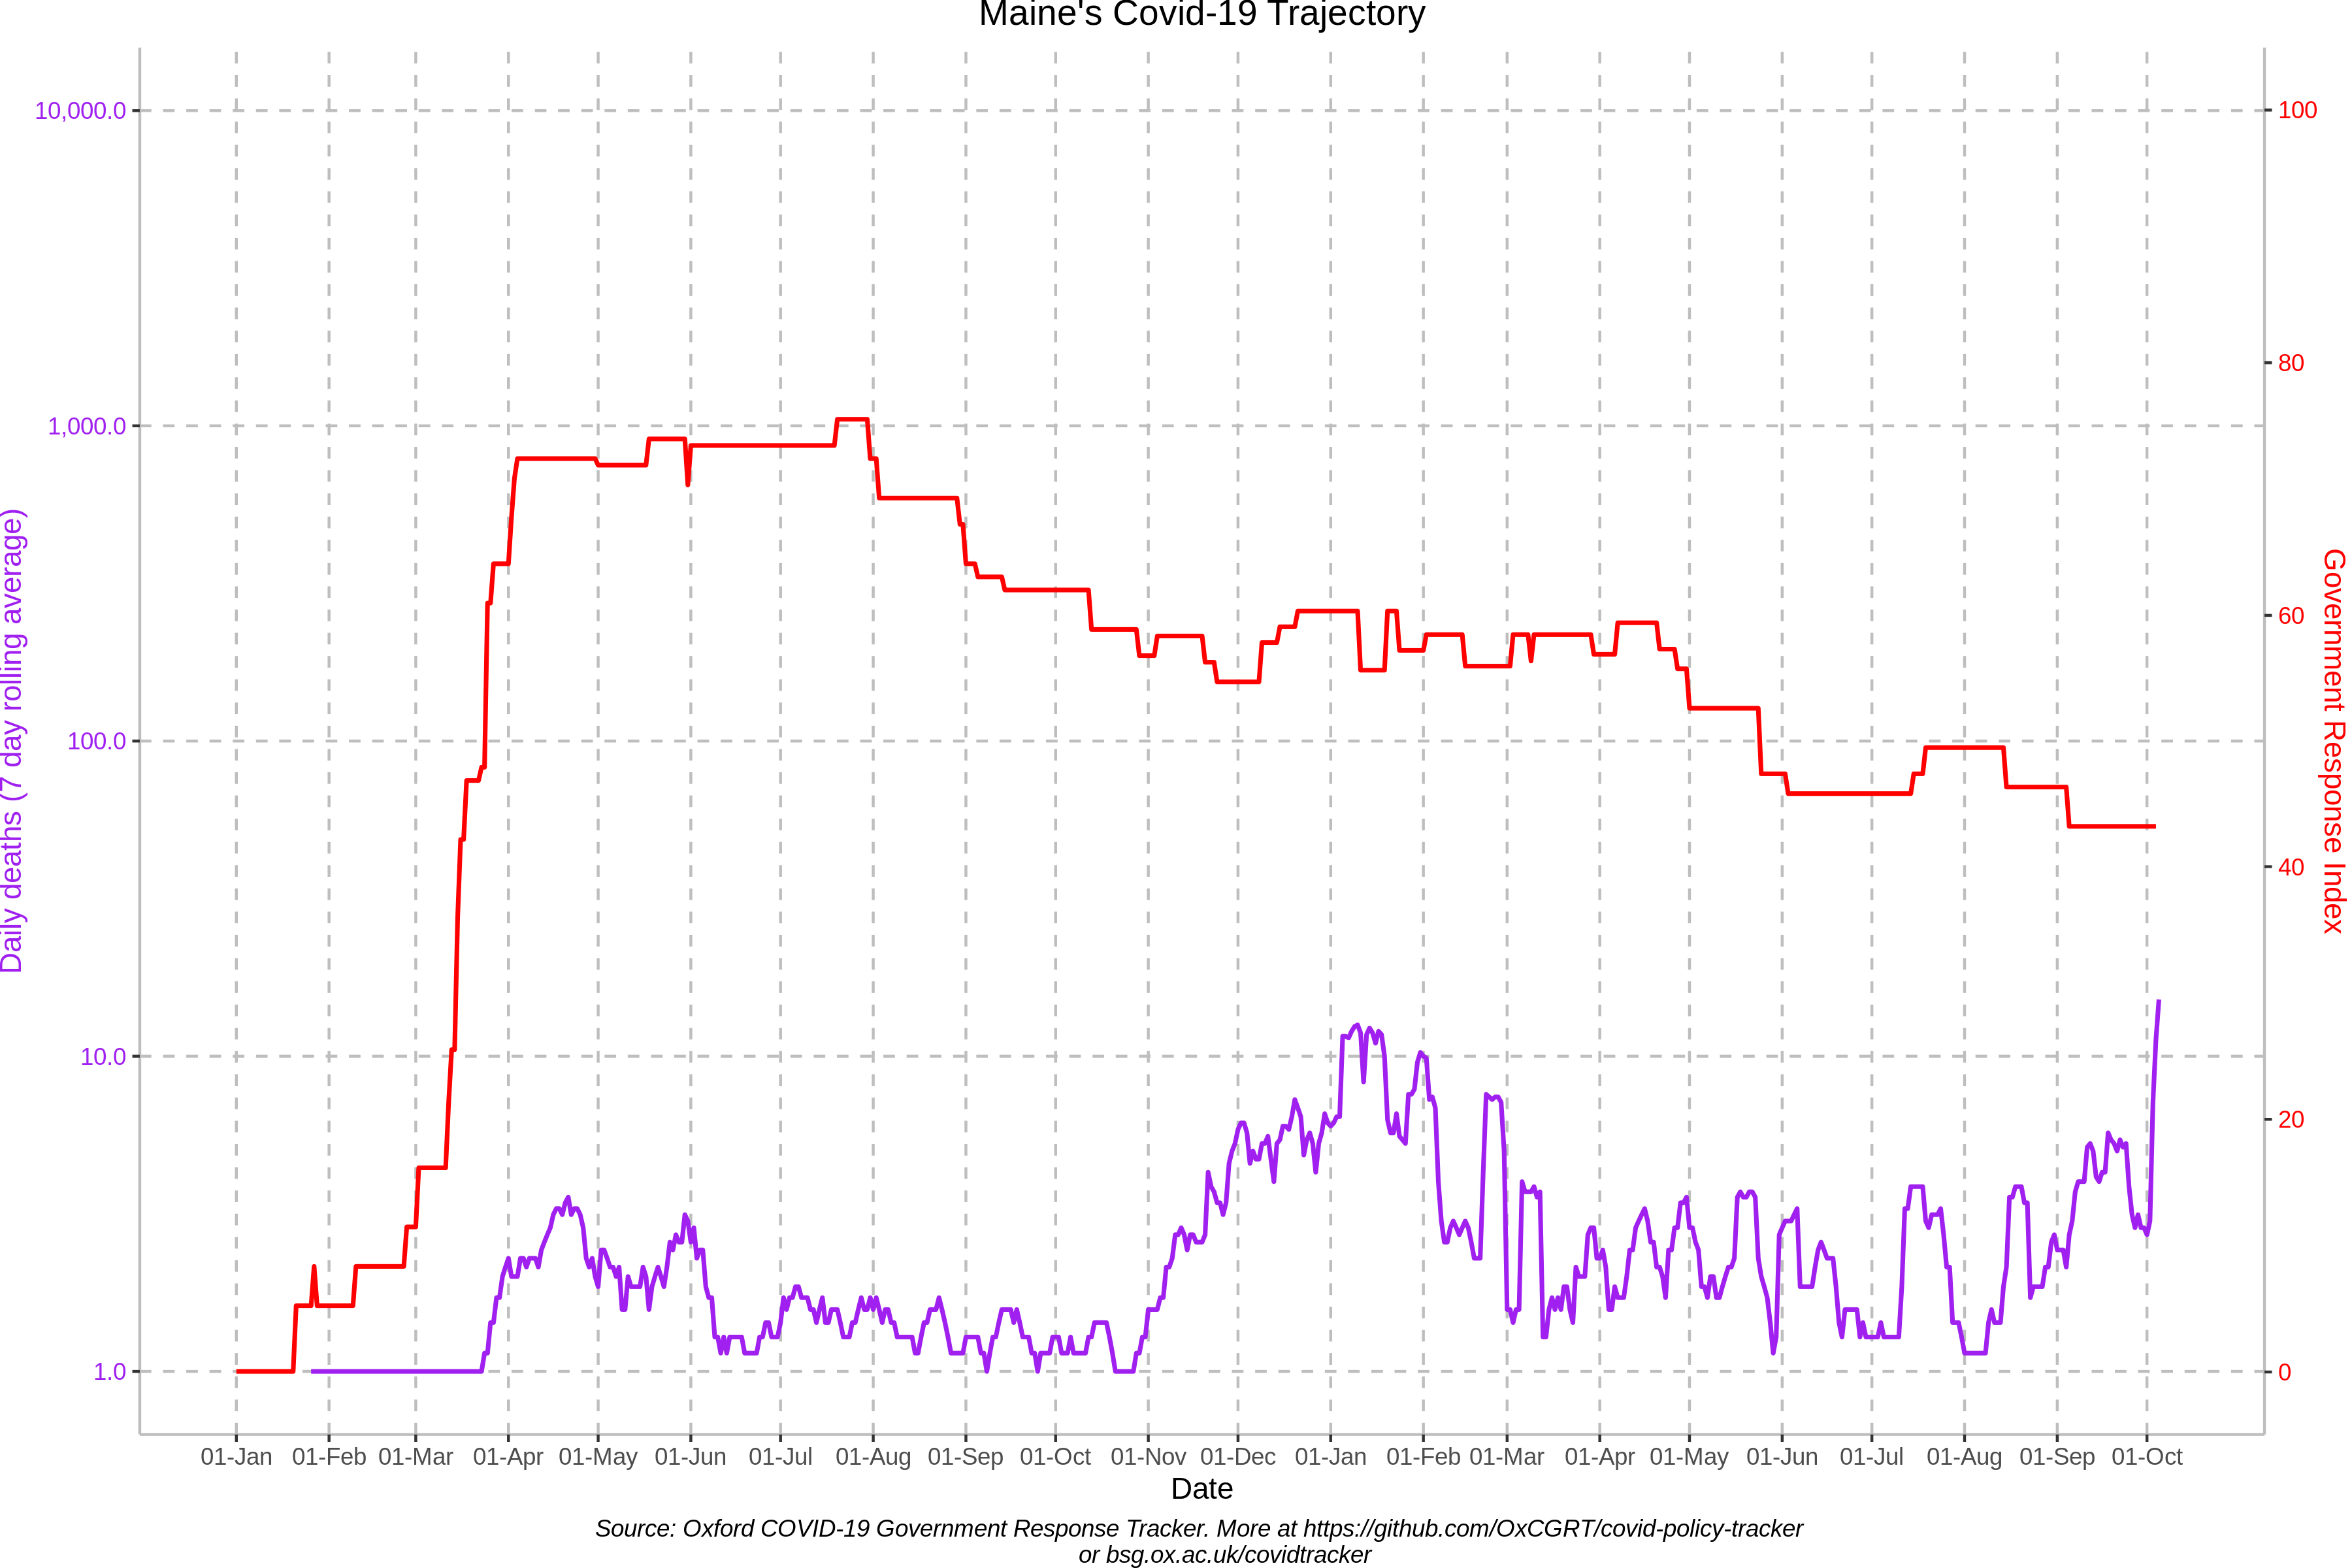 Maine's Covid-19 Trajectory
10,000.0
1,000.0
100.0
10.0
1.0
Daily deaths (7 day rolling average)
100
80
60
40
20
0
Government Response Index
01-Jan 01-Feb 01-Mar 01-Apr 01-May 01-Jun 01-Jul 01-Aug 01-Sep 01-Oct 01-Nov 01-Dec 01-Jan 01-Feb 01-Mar 01-Apr 01-May 01-Jun 01-Jul 01-Aug 01-Sep 01-Oct
Date
Source: Oxford COVID-19 Government Response Tracker. More at https://github.com/OxCGRT/covid-policy-tracker
or bsg.ox.ac.uk/covidtracker